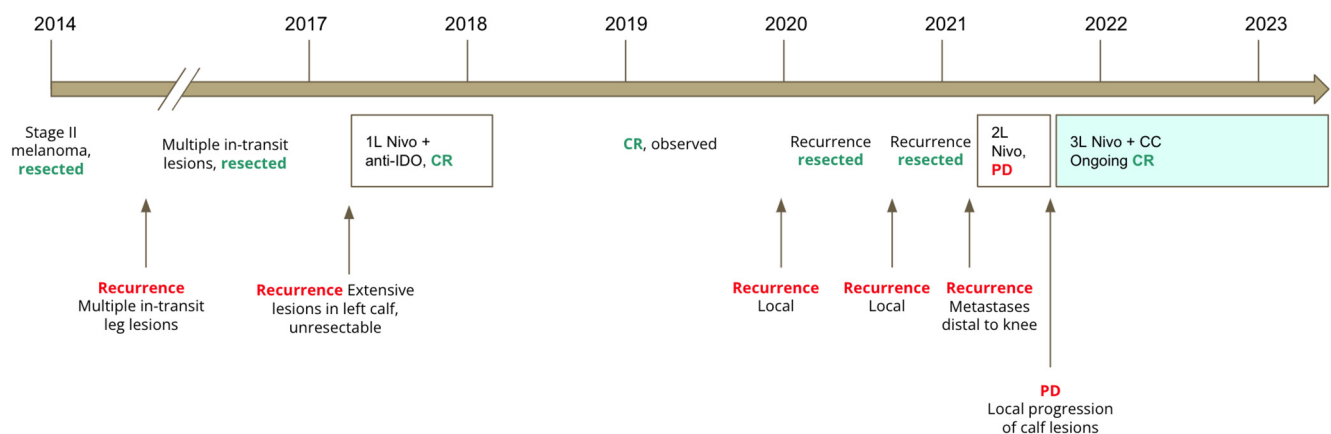 2014
2017
2018
2019
2020
2021
2022
2023
Stage II
melanoma,
resected
Multiple in-transit
lesions, resected
1L Nivo +
anti-IDO, CR
CR, observed
Recurrence
resected
Recurrence
resected
2L
Nivo,
PD
3L Nivo + CC
Ongoing CR
Recurrence
Multiple in-transit
leg lesions
Recurrence Extensive
lesions in left calf,
unresectable
Recurrence
Local
Recurrence
Local
Recurrence
Metastases
distal to knee
PD
Local progression
of calf lesions